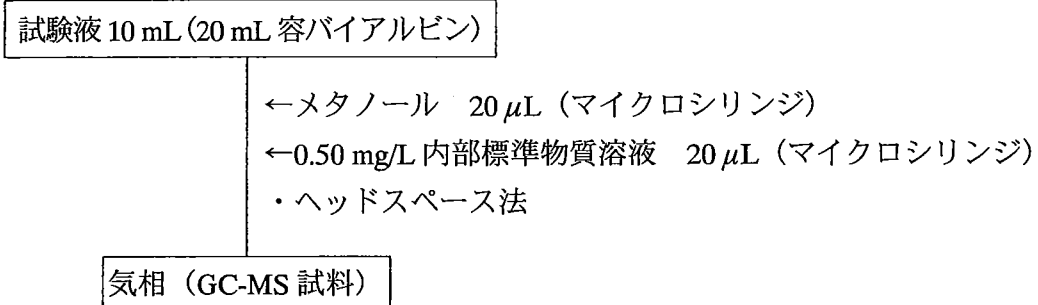 試験液 10 mL (20 mL 容バイアルビン)
←メタノール 20 μL (マイクロシリンジ)
←0.50 mg/L 内部標準物質溶液 20 μL (マイクロシリンジ)
・ヘッドスペース法
気相 (GC-MS 試料)